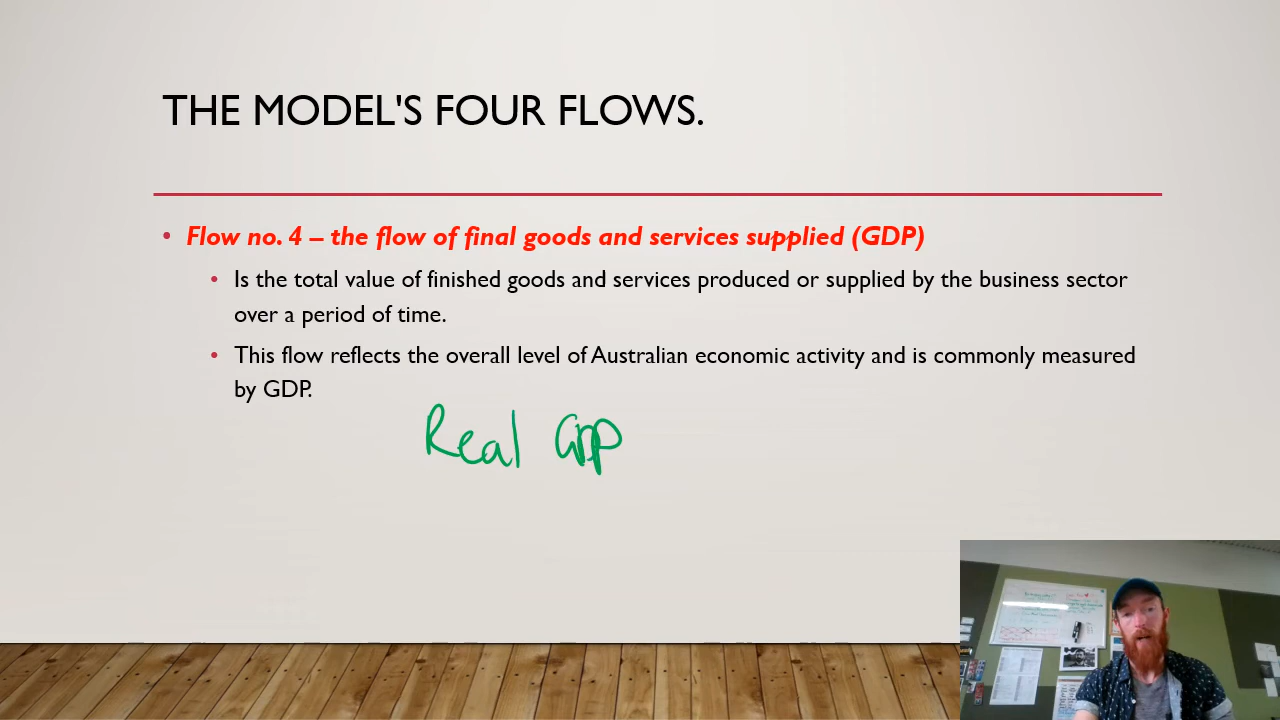 THE MODEL'S FOUR FLOWS.
• Flow no. 4 – the flow of final goods and services supplied (GDP)
• Is the total value of finished goods and services produced or supplied by the business sector
over a period of time.
• This flow reflects the overall level of Australian economic activity and is commonly measured
by GDP.
Real GDP